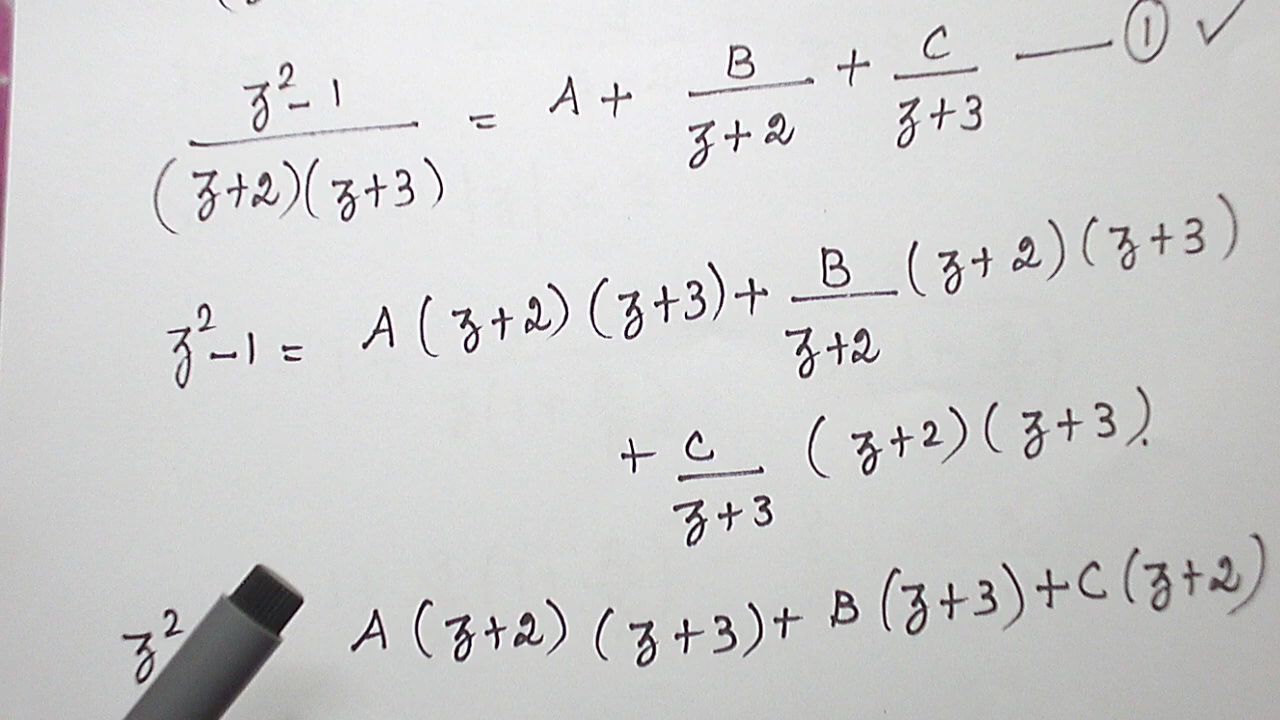 z²-1 / (z+2)(z+3) = A + B / z+2 + C / z+3 —— ① ✓
z²-1 = A(z+2)(z+3) + B / z+2 (z+2)(z+3)
+ C / z+3 (z+2)(z+3).
z² A(z+2)(z+3) + B(z+3) + C(z+2)